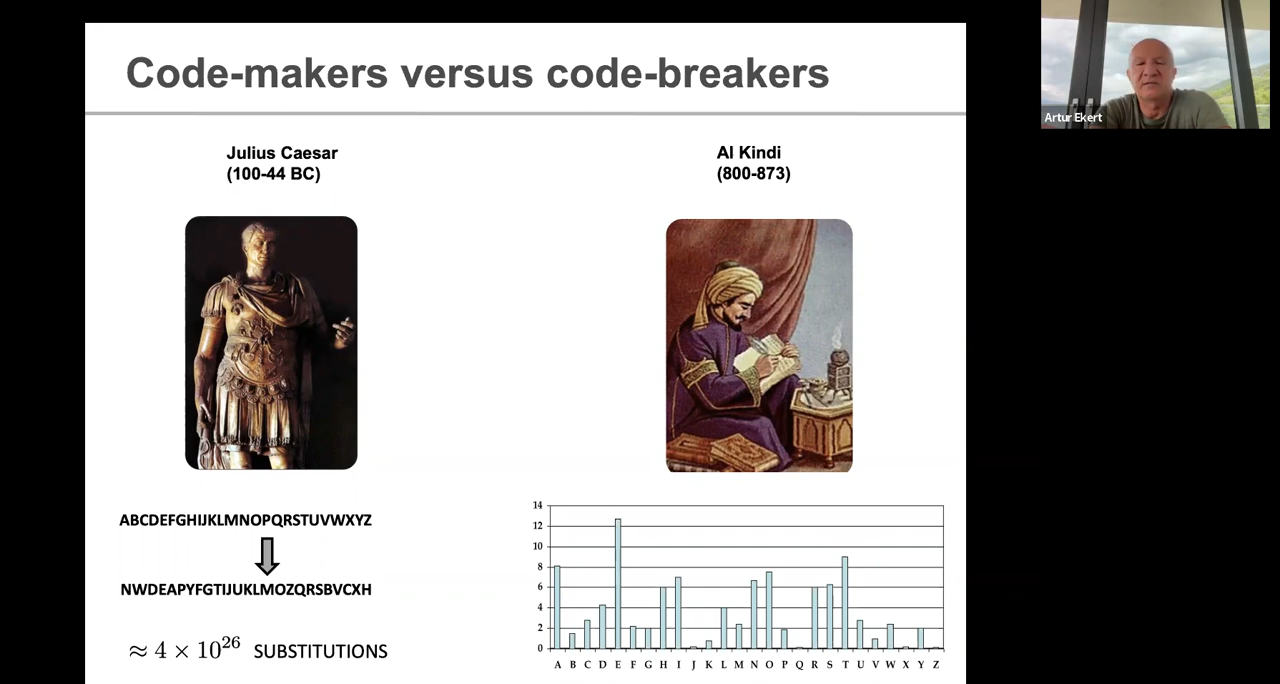 Code-makers versus code-breakers
Artur Ekert
Julius Caesar
(100-44 BC)
Al Kindi
(800-873)
ABCDEFGHIJKLMNOPQRSTUVWXYZ
NWDEAPYFGTIJUKLMOZQRSBVCXH
≈ 4 × 10²⁶ SUBSTITUTIONS
14
12
10
8
6
4
2
0
A B C D E F G H I J K L M N O P Q R S T U V W X Y Z